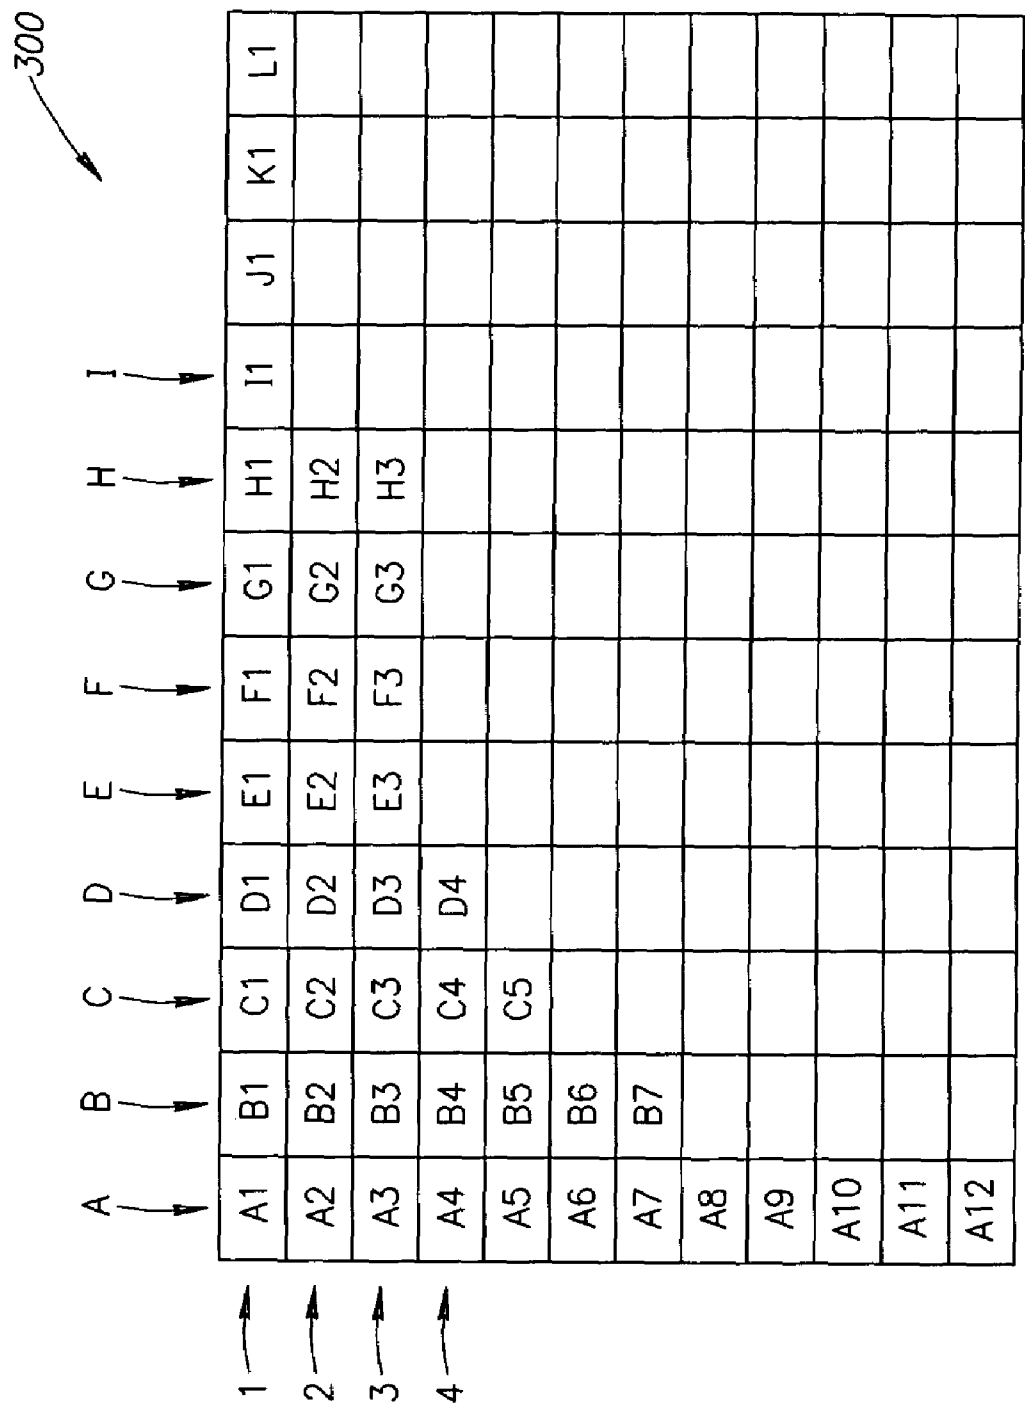 300
A B C D E F G H I
1 A1 B1 C1 D1 E1 F1 G1 H1 I1 J1 K1 L1
2 A2 B2 C2 D2 E2 F2 G2 H2
3 A3 B3 C3 D3 E3 F3 G3 H3
4 A4 B4 C4 D4
A5 B5 C5
A6 B6
A7 B7
A8
A9
A10
A11
A12